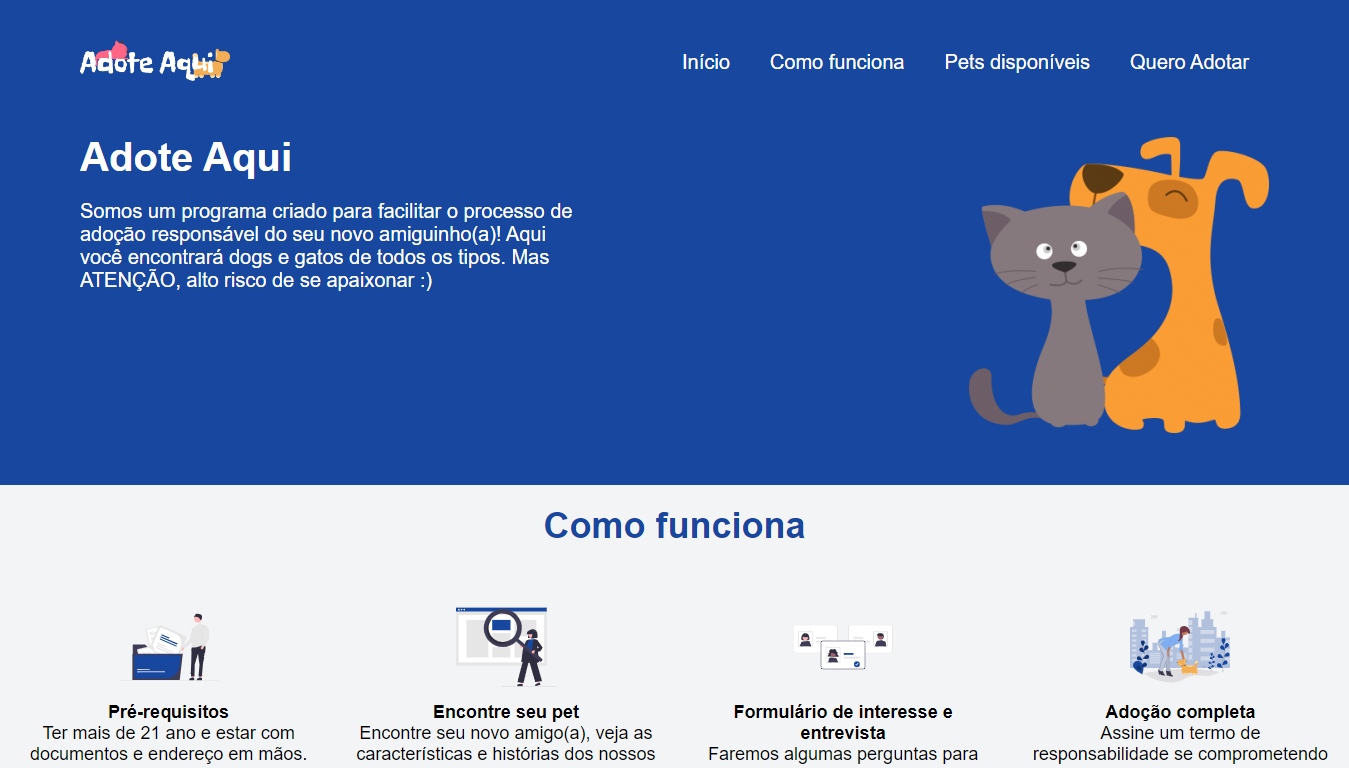 Adote Aqui
Início Como funciona Pets disponíveis Quero Adotar
Adote Aqui
Somos um programa criado para facilitar o processo de
adoção responsável do seu novo amiguinho(a)! Aqui
você encontrará dogs e gatos de todos os tipos. Mas
ATENÇÃO, alto risco de se apaixonar :)
Como funciona
Pré-requisitos
Ter mais de 21 ano e estar com
documentos e endereço em mãos.
Encontre seu pet
Encontre seu novo amigo(a), veja as
características e histórias dos nossos
Formulário de interesse e
entrevista
Faremos algumas perguntas para
Adoção completa
Assine um termo de
responsabilidade se comprometendo